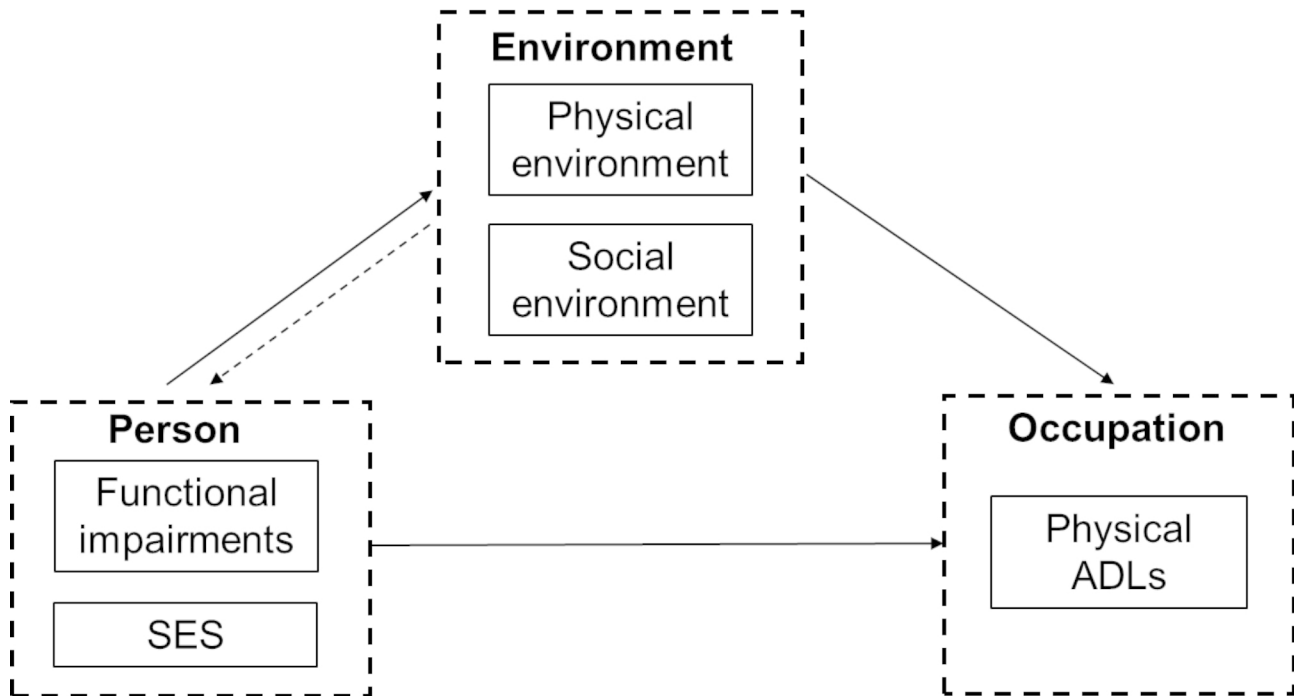 Environment
Physical
environment
Social
environment
Person
Functional
impairments
SES
Occupation
Physical
ADLs